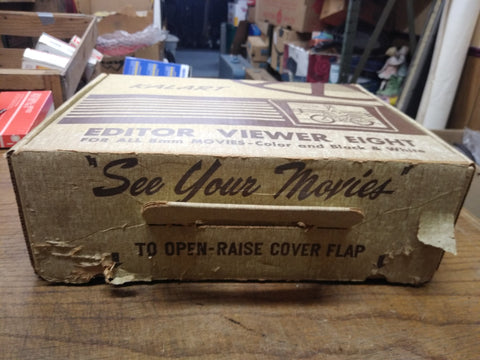 KALART
EDITOR VIEWER EIGHT
FOR ALL 8mm MOVIES-Color and Black & White
"See Your Movies"
TO OPEN-RAISE COVER FLAP